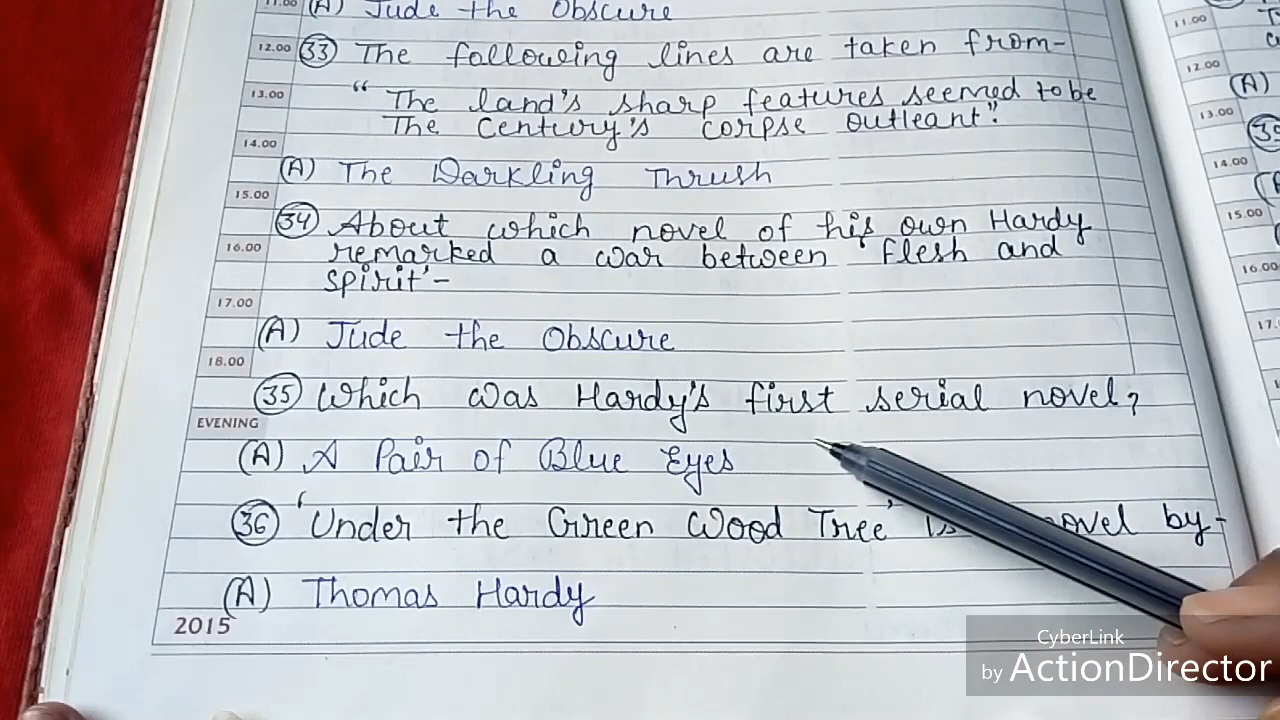 11.00 (A) Jude the Obscure
12.00 33 The following lines are taken from-
13.00 " The land's sharp features seemed to be
The Century's corpse outleant".
14.00
(A) The Darkling Thrush
15.00
34 About which novel of his own Hardy
16.00 remarked a war between 'flesh and
spirit'-
17.00
(A) Jude the Obscure
18.00
35 Which was Hardy's first serial novel?
EVENING
(A) A Pair of Blue Eyes
36 'Under the Green Wood Tree' is novel by-
(A) Thomas Hardy
2015
11.00
12.00
(A)
13.00
14.00
15.00
16.00
CyberLink
by ActionDirector